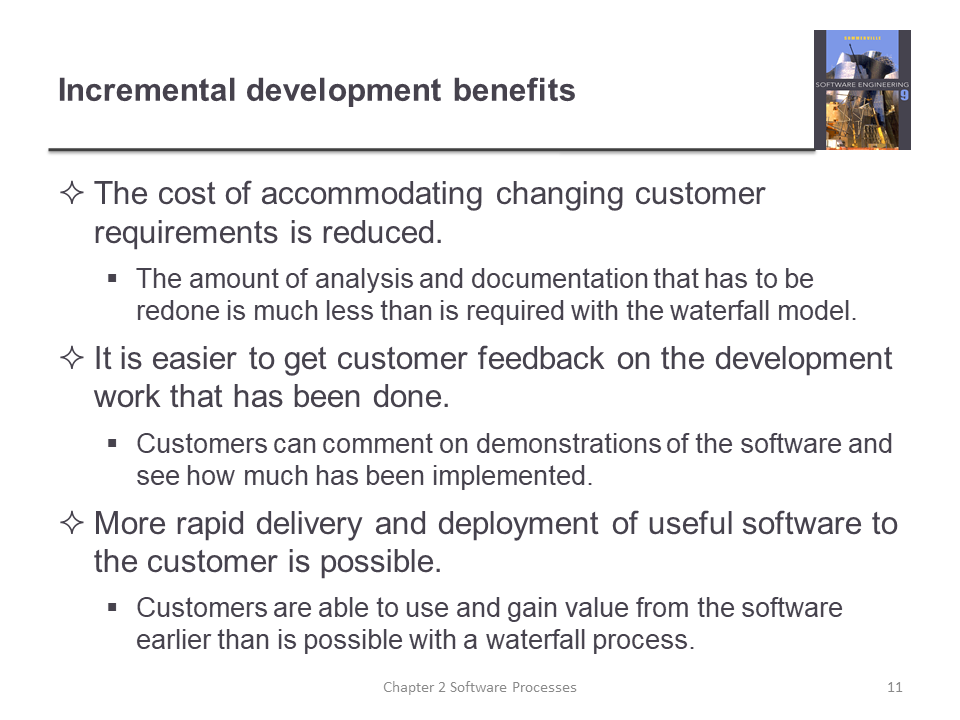 Incremental development benefits
SOMMERVILLE
SOFTWARE ENGINEERING
9
✧ The cost of accommodating changing customer
requirements is reduced.
▪ The amount of analysis and documentation that has to be
redone is much less than is required with the waterfall model.
✧ It is easier to get customer feedback on the development
work that has been done.
▪ Customers can comment on demonstrations of the software and
see how much has been implemented.
✧ More rapid delivery and deployment of useful software to
the customer is possible.
▪ Customers are able to use and gain value from the software
earlier than is possible with a waterfall process.
Chapter 2 Software Processes
11